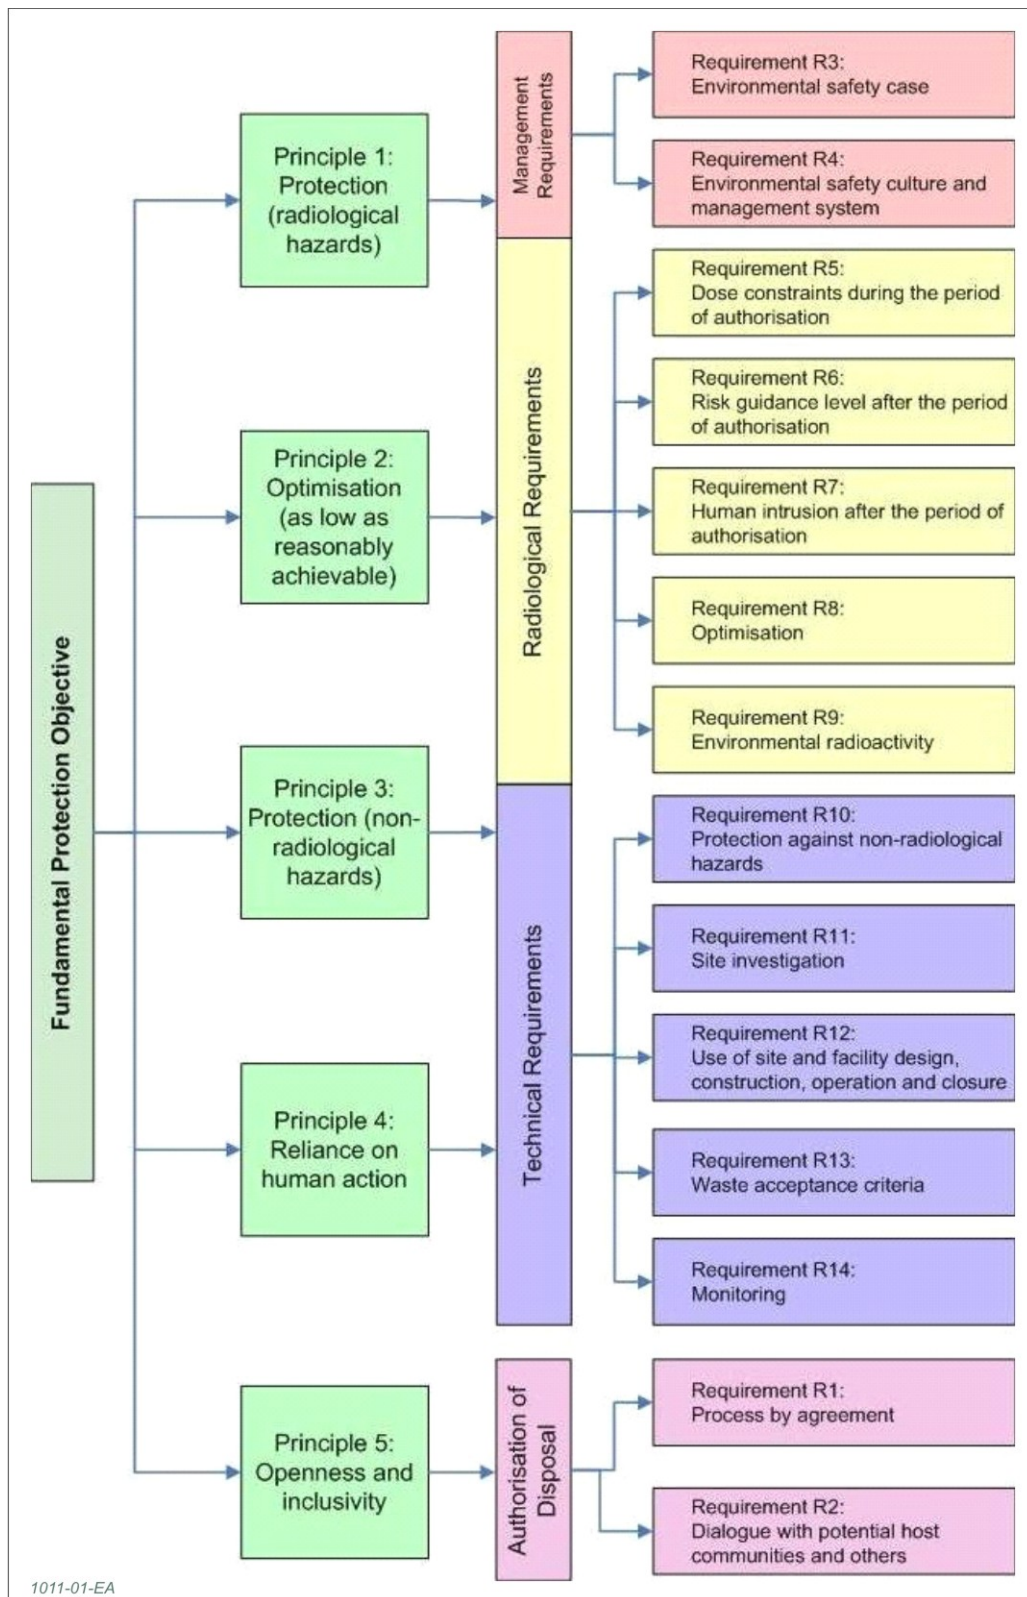 Fundamental Protection Objective
Principle 1:
Protection
(radiological
hazards)
Principle 2:
Optimisation
(as low as
reasonably
achievable)
Principle 3:
Protection (non-
radiological
hazards)
Principle 4:
Reliance on
human action
Principle 5:
Openness and
inclusivity
Management
Requirements
Radiological Requirements
Technical Requirements
Authorisation of
Disposal
Requirement R3:
Environmental safety case
Requirement R4:
Environmental safety culture and
management system
Requirement R5:
Dose constraints during the period
of authorisation
Requirement R6:
Risk guidance level after the period
of authorisation
Requirement R7:
Human intrusion after the period of
authorisation
Requirement R8:
Optimisation
Requirement R9:
Environmental radioactivity
Requirement R10:
Protection against non-radiological
hazards
Requirement R11:
Site investigation
Requirement R12:
Use of site and facility design,
construction, operation and closure
Requirement R13:
Waste acceptance criteria
Requirement R14:
Monitoring
Requirement R1:
Process by agreement
Requirement R2:
Dialogue with potential host
communities and others
1011-01-EA